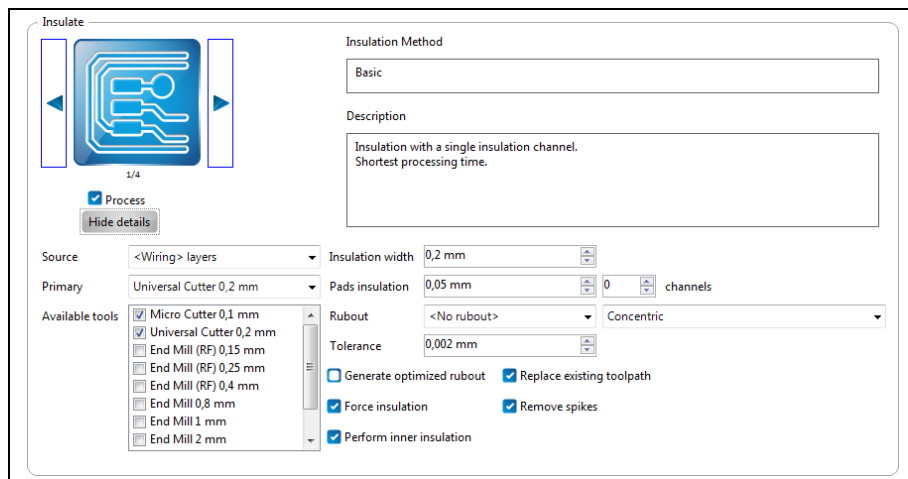 Insulate
Insulation Method
Basic
Description
Insulation with a single insulation channel.
Shortest processing time.
1/4
Process
Hide details
Source <Wiring> layers Insulation width 0,2 mm
Primary Universal Cutter 0,2 mm Pads insulation 0,05 mm 0 channels
Available tools Micro Cutter 0,1 mm Rubout <No rubout> Concentric
Universal Cutter 0,2 mm
End Mill (RF) 0,15 mm Tolerance 0,002 mm
End Mill (RF) 0,25 mm Generate optimized rubout Replace existing toolpath
End Mill (RF) 0,4 mm
End Mill 0,8 mm Force insulation Remove spikes
End Mill 1 mm
End Mill 2 mm Perform inner insulation